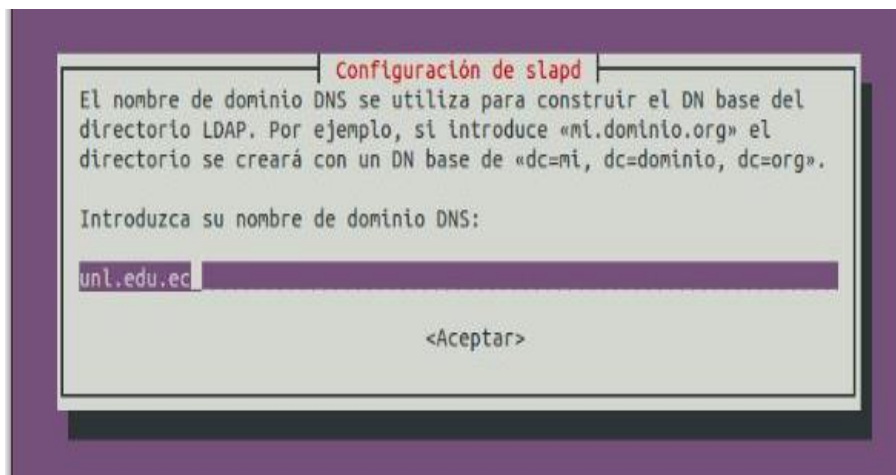 Configuración de slapd
El nombre de dominio DNS se utiliza para construir el DN base del
directorio LDAP. Por ejemplo, si introduce «mi.dominio.org» el
directorio se creará con un DN base de «dc=mi, dc=dominio, dc=org».
Introduzca su nombre de dominio DNS:
unl.edu.ec
<Aceptar>